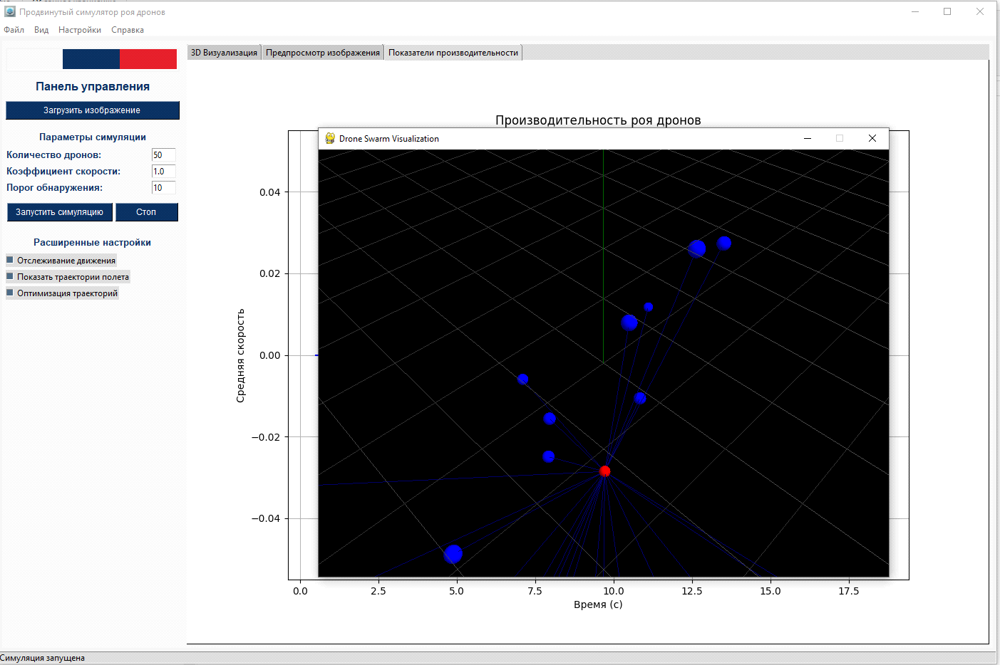 Продвинутый симулятор роя дронов
Файл Вид Настройки Справка
3D Визуализация Предпросмотр изображения Показатели производительности
Панель управления
Загрузить изображение
Параметры симуляции
Количество дронов: 50
Коэффициент скорости: 1.0
Порог обнаружения: 10
Запустить симуляцию Стоп
Расширенные настройки
Отслеживание движения
Показать траектории полета
Оптимизация траекторий
Производительность роя дронов
Drone Swarm Visualization
0.04
0.02
0.00
−0.02
−0.04
Средняя скорость
0.0 2.5 5.0 7.5 10.0 12.5 15.0 17.5
Время (с)
Симуляция запущена